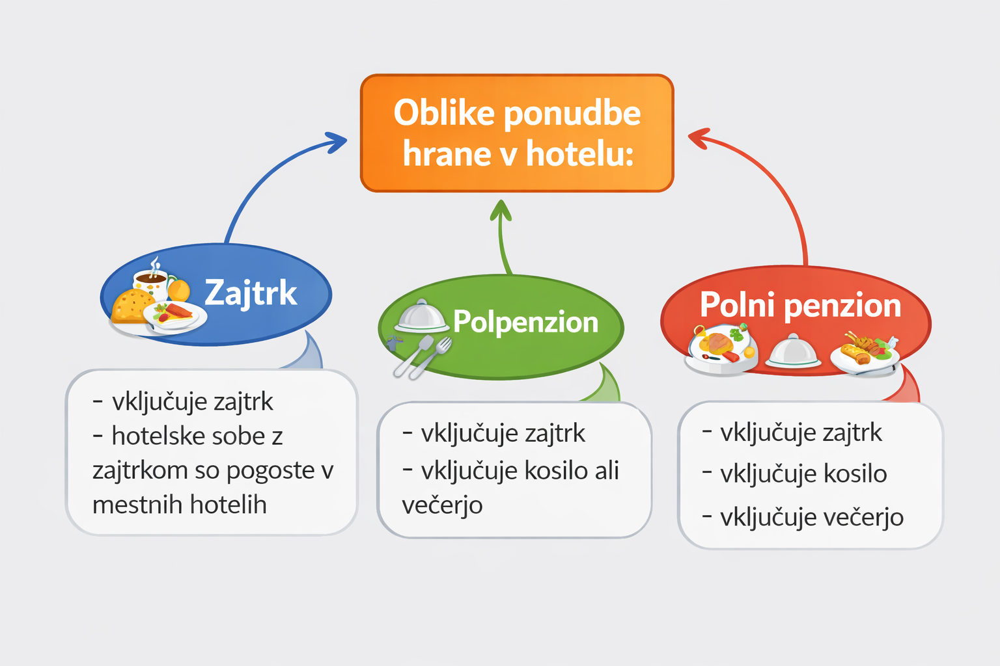 Oblike ponudbe
hrane v hotelu:
Zajtrk
- vključuje zajtrk
- hotelske sobe z
zajtrkom so pogoste v
mestnih hotelih
Polpenzion
- vključuje zajtrk
- vključuje kosilo ali
večerjo
Polni penzion
- vključuje zajtrk
- vključuje kosilo
- vključuje večerjo